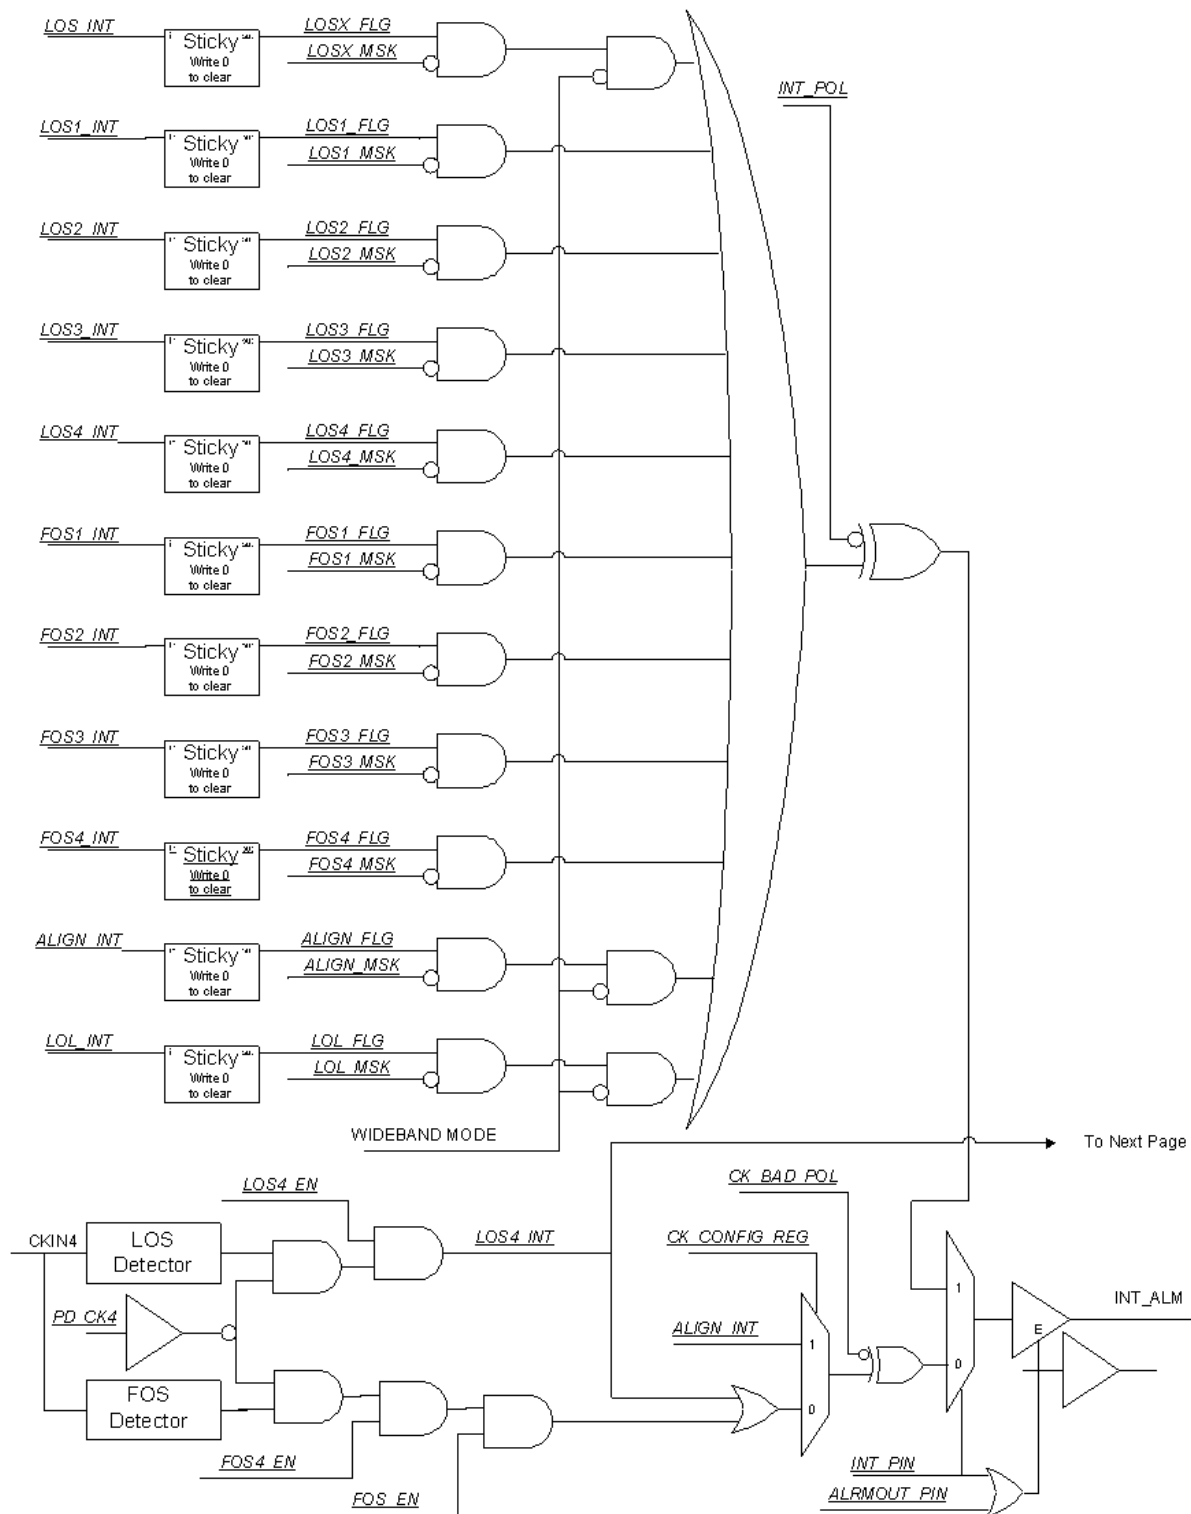 LOS_INT
Sticky
Write 0
to clear
LOSX_FLG
LOSX_MSK
INT_POL
LOS1_INT
Sticky
Write 0
to clear
LOS1_FLG
LOS1_MSK
LOS2_INT
Sticky
Write 0
to clear
LOS2_FLG
LOS2_MSK
LOS3_INT
Sticky
Write 0
to clear
LOS3_FLG
LOS3_MSK
LOS4_INT
Sticky
Write 0
to clear
LOS4_FLG
LOS4_MSK
FOS1_INT
Sticky
Write 0
to clear
FOS1_FLG
FOS1_MSK
FOS2_INT
Sticky
Write 0
to clear
FOS2_FLG
FOS2_MSK
FOS3_INT
Sticky
Write 0
to clear
FOS3_FLG
FOS3_MSK
FOS4_INT
Sticky
Write 0
to clear
FOS4_FLG
FOS4_MSK
ALIGN_INT
Sticky
Write 0
to clear
ALIGN_FLG
ALIGN_MSK
LOL_INT
Sticky
Write 0
to clear
LOL_FLG
LOL_MSK
WIDEBAND MODE
To Next Page
LOS4_EN
CK_BAD_POL
CKIN4
LOS
Detector
LOS4_INT
CK_CONFIG_REG
PD_CK4
ALIGN_INT
1
0
1
0
E
INT_ALM
FOS
Detector
FOS4_EN
FOS_EN
INT_PIN
ALRMOUT_PIN